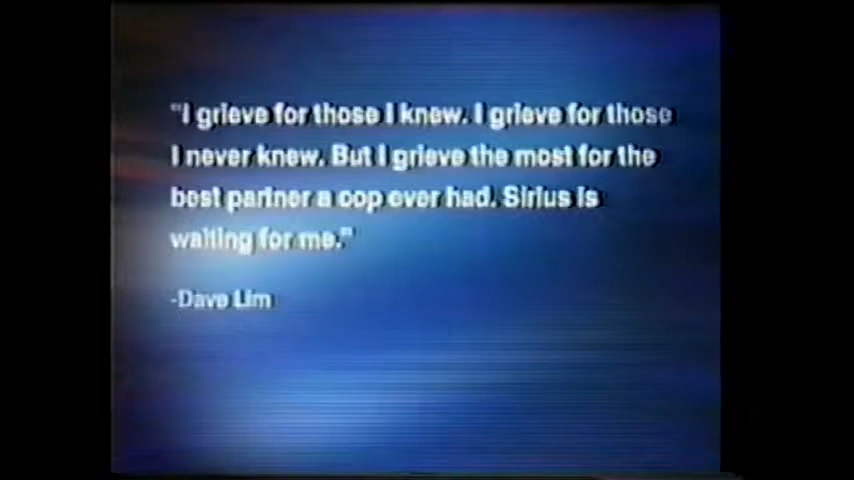 "I grieve for those I knew. I grieve for those
I never knew. But I grieve the most for the
best partner a cop ever had. Sirius is
waiting for me."
-Dave Lim